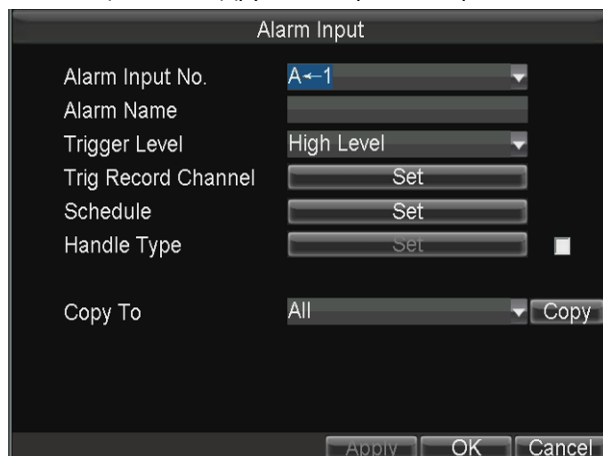 Alarm Input
Alarm Input No. A←1
Alarm Name
Trigger Level High Level
Trig Record Channel Set
Schedule Set
Handle Type Set
Copy To All Copy
Apply OK Cancel